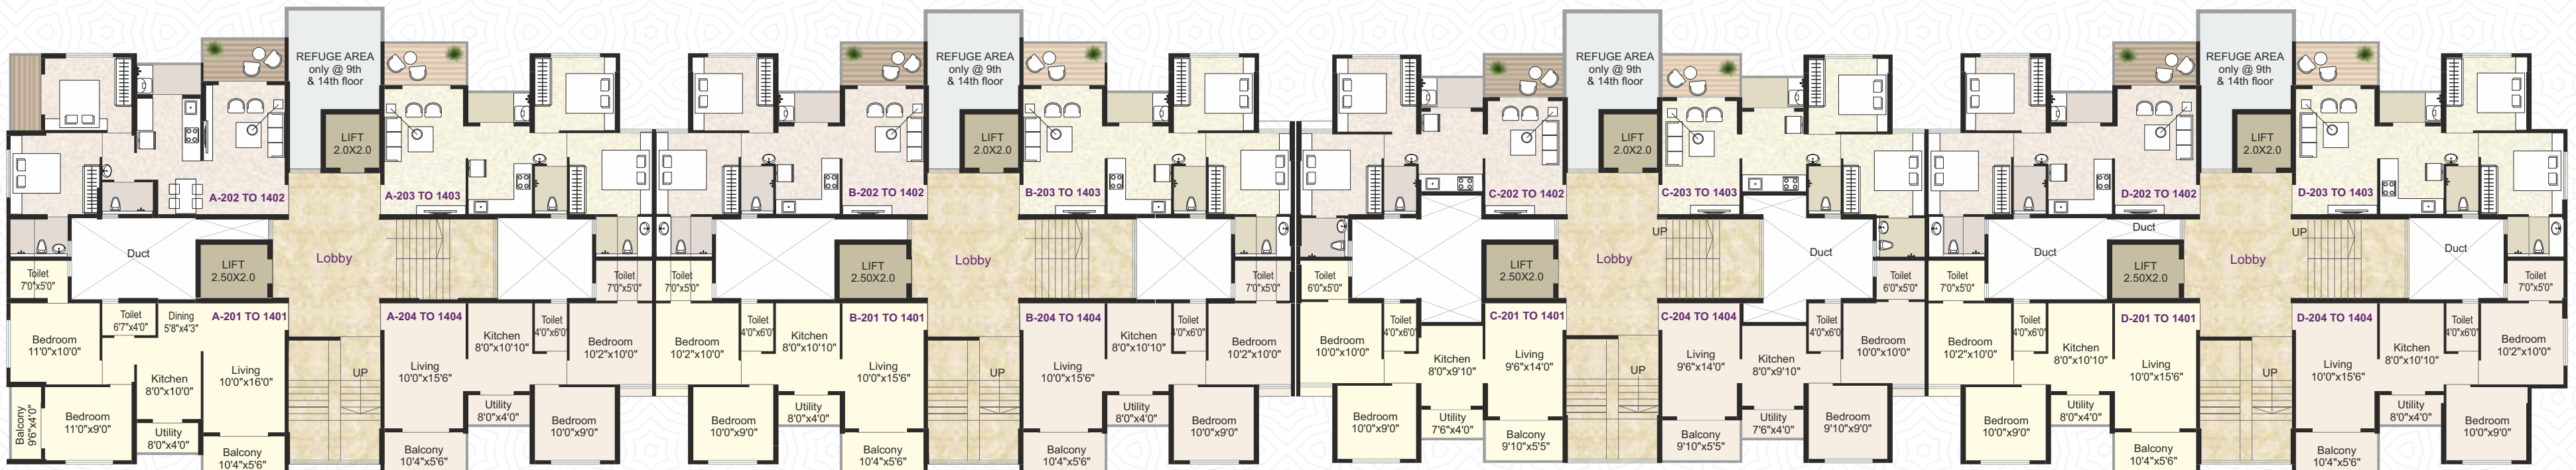 REFUGE AREA
only @ 9th
& 14th floor
LIFT
2.0X2.0
A-202 TO 1402
A-203 TO 1403
Duct
LIFT
2.50X2.0
Lobby
Toilet
7'0"x5'0"
Toilet
7'0"x5'0"
Bedroom
11'0"x10'0"
Toilet
6'7"x4'0"
Dining
5'8"x4'3"
A-201 TO 1401
Kitchen
8'0"x10'0"
Living
10'0"x16'0"
Balcony
9'6"x4'0"
Bedroom
11'0"x9'0"
Utility
8'0"x4'0"
Balcony
10'4"x5'6"
UP
A-204 TO 1404
Living
10'0"x15'6"
Kitchen
8'0"x10'10"
Toilet
4'0"x6'0"
Bedroom
10'2"x10'0"
Utility
8'0"x4'0"
Bedroom
10'0"x9'0"
Balcony
10'4"x5'6"
REFUGE AREA
only @ 9th
& 14th floor
LIFT
2.0X2.0
B-202 TO 1402
B-203 TO 1403
LIFT
2.50X2.0
Lobby
Toilet
7'0"x5'0"
Toilet
7'0"x5'0"
Bedroom
10'2"x10'0"
Toilet
4'0"x6'0"
Kitchen
8'0"x10'10"
B-201 TO 1401
Living
10'0"x15'6"
Bedroom
10'0"x9'0"
Utility
8'0"x4'0"
Balcony
10'4"x5'6"
UP
B-204 TO 1404
Living
10'0"x15'6"
Kitchen
8'0"x10'10"
Toilet
4'0"x6'0"
Bedroom
10'2"x10'0"
Utility
8'0"x4'0"
Bedroom
10'0"x9'0"
Balcony
10'4"x5'6"
REFUGE AREA
only @ 9th
& 14th floor
LIFT
2.0X2.0
C-202 TO 1402
C-203 TO 1403
UP
LIFT
2.50X2.0
Lobby
Duct
Toilet
6'0"x5'0"
Toilet
6'0"x5'0"
Bedroom
10'0"x10'0"
Toilet
4'0"x6'0"
Kitchen
8'0"x9'10"
C-201 TO 1401
Living
9'6"x14'0"
Bedroom
10'0"x9'0"
Utility
7'6"x4'0"
Balcony
9'10"x5'5"
UP
C-204 TO 1404
Living
9'6"x14'0"
Kitchen
8'0"x9'10"
Toilet
4'0"x6'0"
Bedroom
10'0"x10'0"
Utility
7'6"x4'0"
Bedroom
9'10"x9'0"
Balcony
9'10"x5'5"
REFUGE AREA
only @ 9th
& 14th floor
LIFT
2.0X2.0
D-202 TO 1402
D-203 TO 1403
Duct
Duct
UP
LIFT
2.50X2.0
Lobby
Duct
Toilet
7'0"x5'0"
Toilet
7'0"x5'0"
Bedroom
10'2"x10'0"
Toilet
4'0"x6'0"
Kitchen
8'0"x10'10"
D-201 TO 1401
Living
10'0"x15'6"
Bedroom
10'0"x9'0"
Utility
8'0"x4'0"
Balcony
10'4"x5'6"
UP
D-204 TO 1404
Living
10'0"x15'6"
Kitchen
8'0"x10'10"
Toilet
4'0"x6'0"
Bedroom
10'2"x10'0"
Utility
8'0"x4'0"
Bedroom
10'0"x9'0"
Balcony
10'4"x5'6"